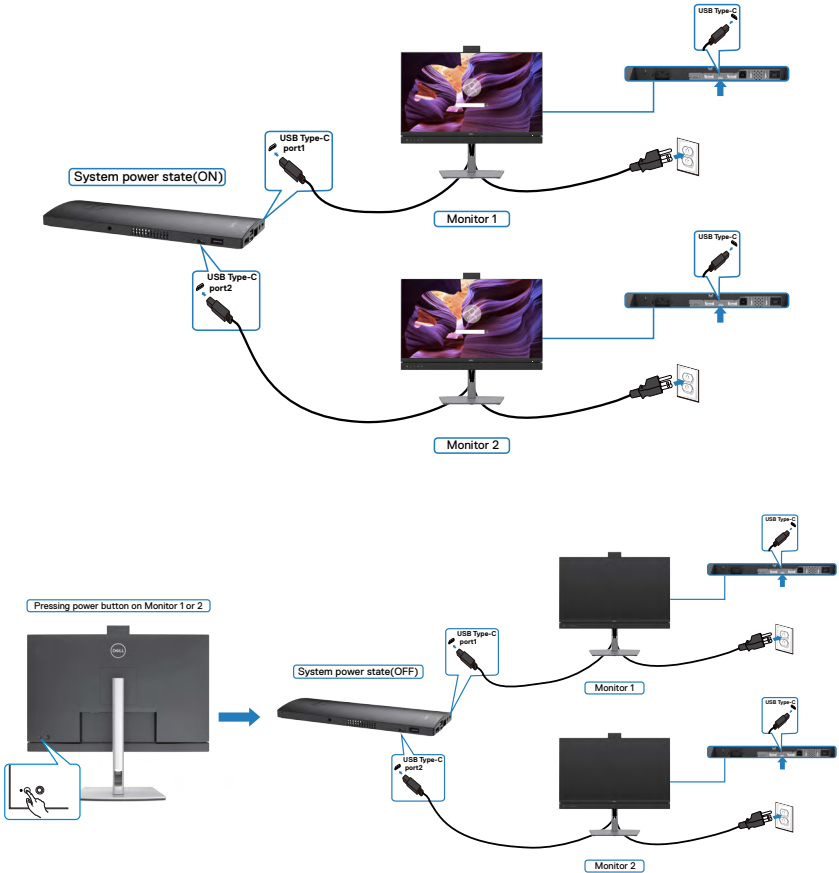 USB Type-C
USB Type-C
port1
System power state(ON)
Monitor 1
USB Type-C
USB Type-C
port2
Monitor 2
USB Type-C
Pressing power button on Monitor 1 or 2
DELL
USB Type-C
port1
System power state(OFF)
Monitor 1
USB Type-C
USB Type-C
port2
Monitor 2